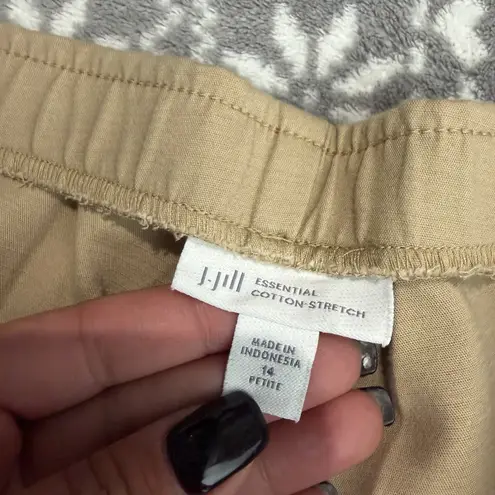 J.Jill ESSENTIAL
COTTON-STRETCH
MADE IN
INDONESIA
14
PETITE